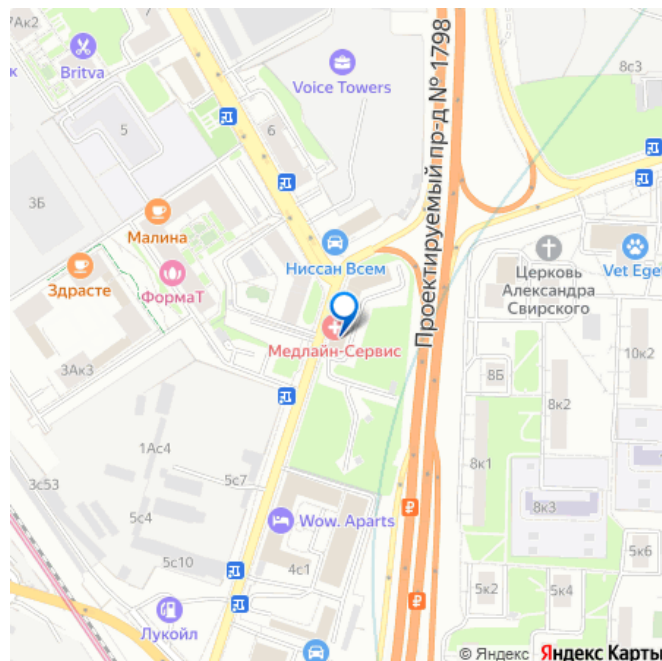 7Ак2
Britva
к
Voice Towers
8с3
5
6
3Б
Малина
Проектируемый пр-д № 1798
Здрасте
ФормаТ
Ниссан Всем
Церковь
Александра
Свирского
Vet Eget
Медлайн-Сервис
3Ак3
8Б
10к2
8к2
1Ас4
3с53
5с7
8к1
5с4
8к3
Wow. Aparts
5с10
4с1
5к6
5к2
5к4
Лукойл
© Яндекс Яндекс Карты